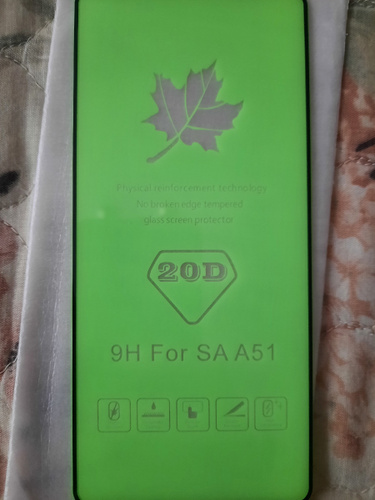 Physical reinforcement technology
No broken edge tempered
glass screen protector
20D
9H For SA A51